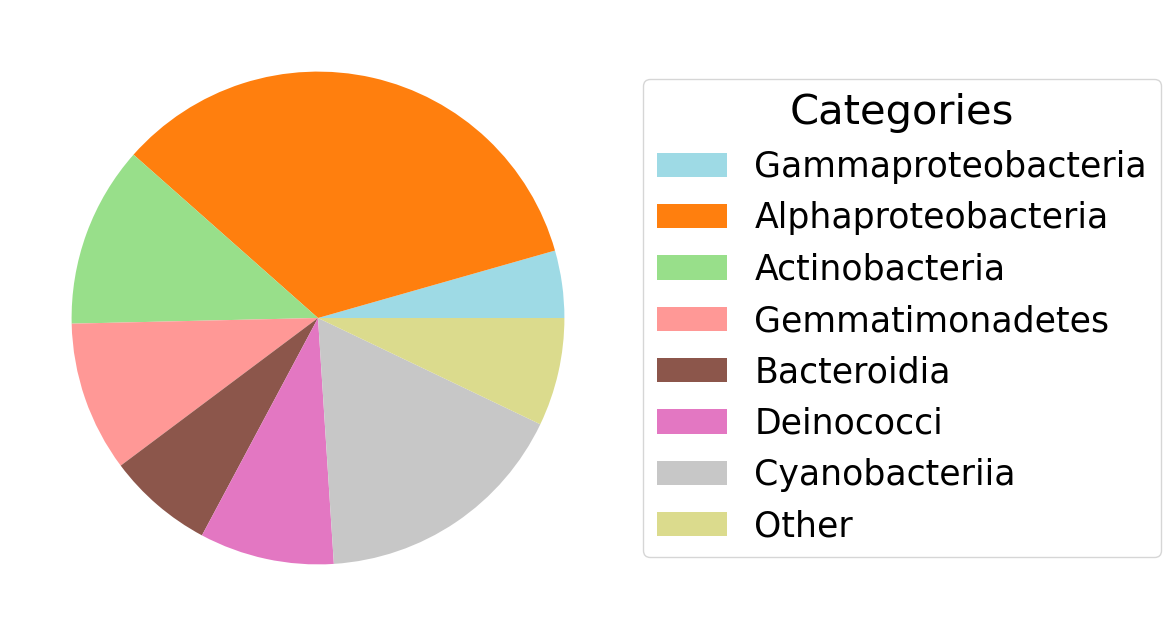 Categories
Gammaproteobacteria
Alphaproteobacteria
Actinobacteria
Gemmatimonadetes
Bacteroidia
Deinococci
Cyanobacteriia
Other